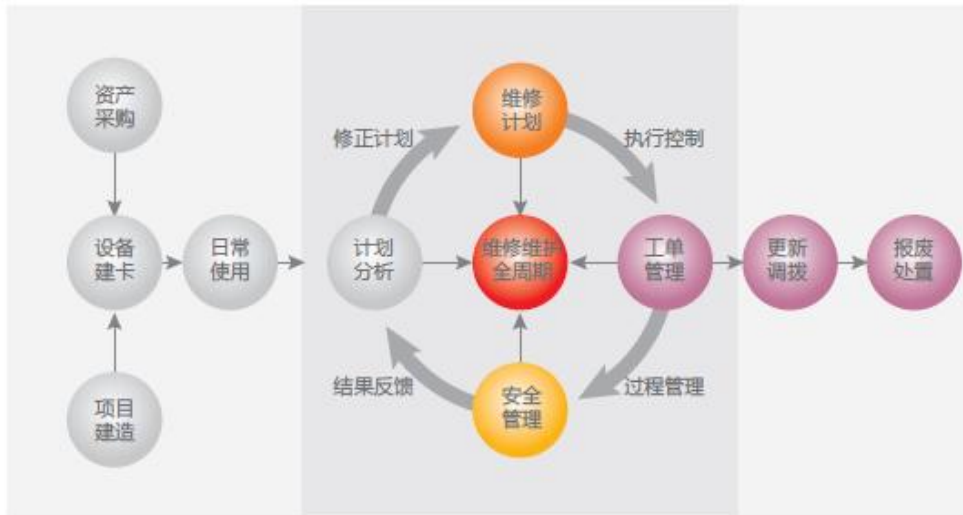 资产
采购
设备
建卡
项目
建造
日常
使用
修正计划
维修
计划
执行控制
计划
分析
维修维护
全周期
工单
管理
结果反馈
安全
管理
过程管理
更新
调拨
报废
处置